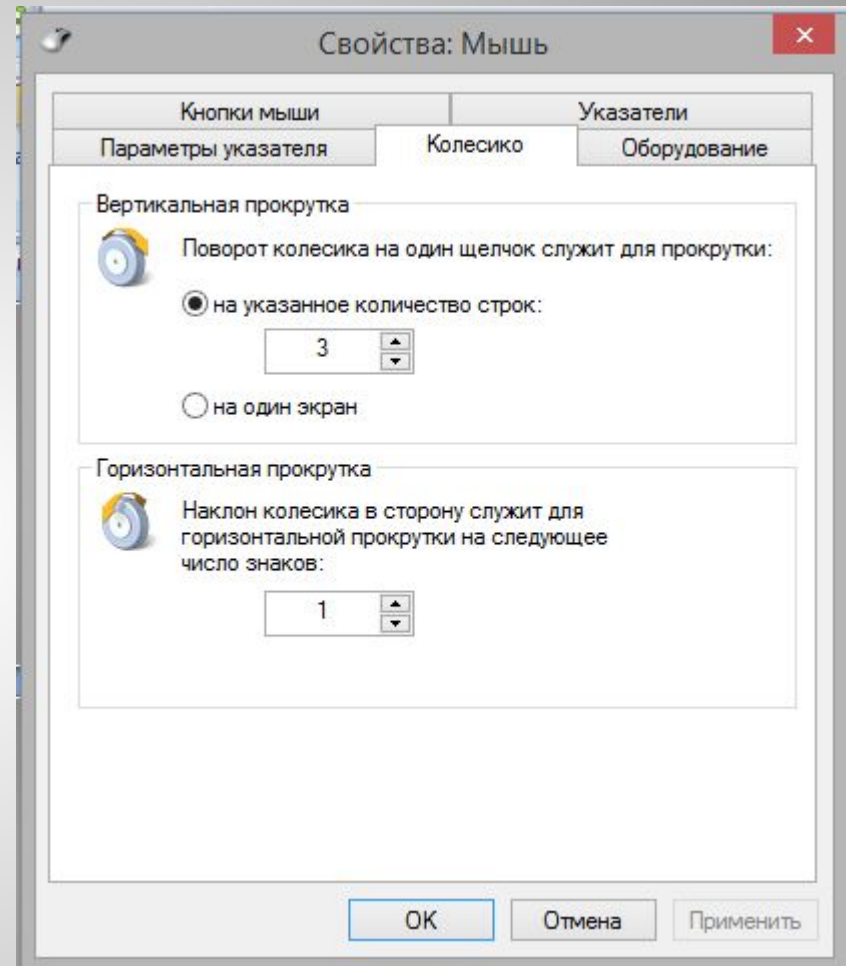 Свойства: Мышь
Кнопки мыши
Указатели
Параметры указателя
Колесико
Оборудование
Вертикальная прокрутка
Поворот колесика на один щелчок служит для прокрутки:
на указанное количество строк:
3
на один экран
Горизонтальная прокрутка
Наклон колесика в сторону служит для
горизонтальной прокрутки на следующее
число знаков:
1
OK
Отмена
Применить